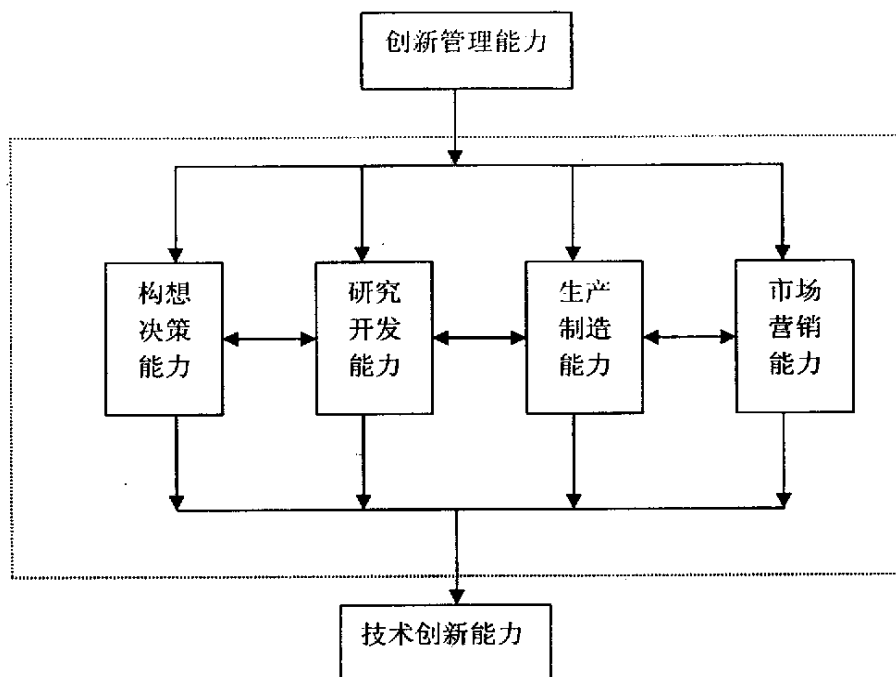 创新管理能力
构想
决策
能力
研究
开发
能力
生产
制造
能力
市场
营销
能力
技术创新能力